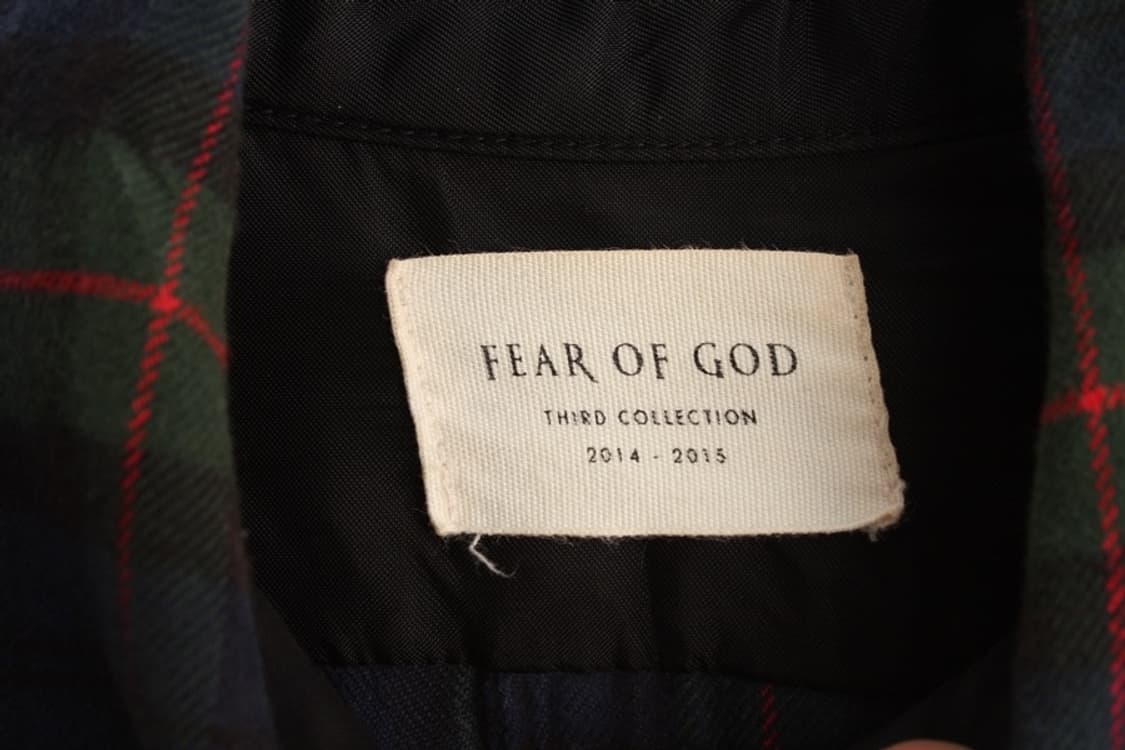 FEAR OF GOD
THIRD COLLECTION
2014 - 2015